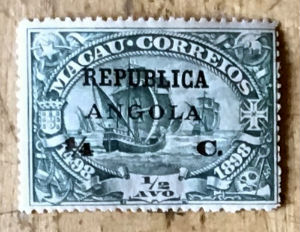 MACAU · CORREIOS
REPUBLICA
ANGOLA
1/4 C.
1498 1898
1/2
AVO